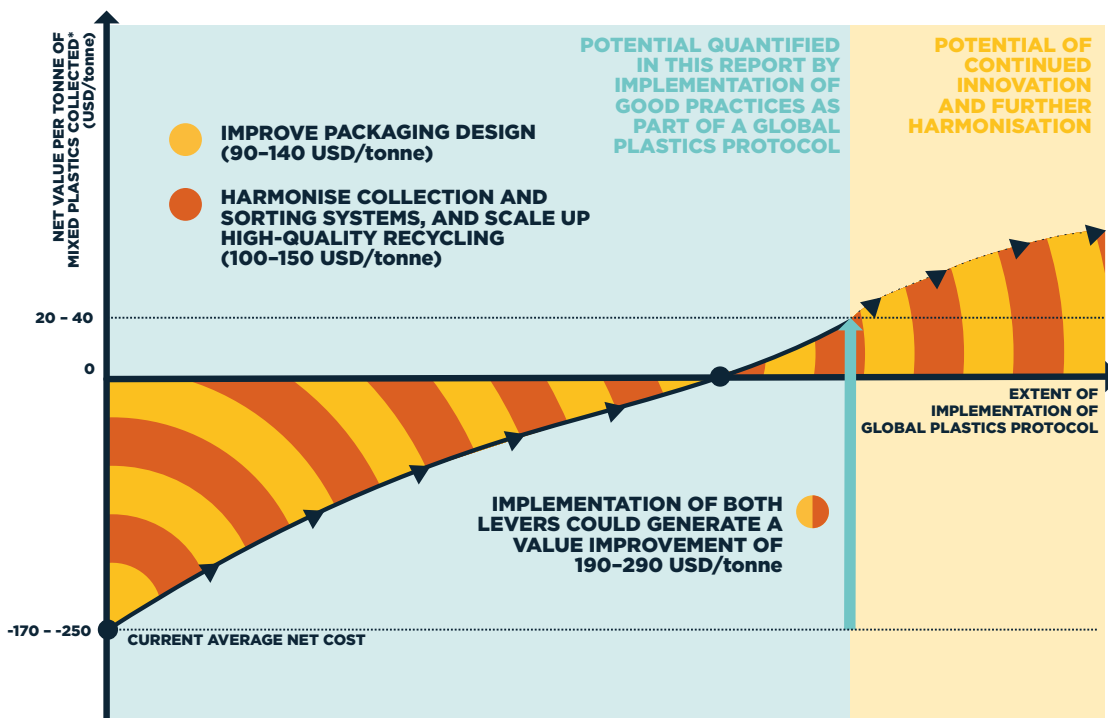 NET VALUE PER TONNE OF
MIXED PLASTICS COLLECTED*
(USD/tonne)
POTENTIAL QUANTIFIED
IN THIS REPORT BY
IMPLEMENTATION OF
GOOD PRACTICES AS
PART OF A GLOBAL
PLASTICS PROTOCOL
POTENTIAL OF
CONTINUED
INNOVATION
AND FURTHER
HARMONISATION
IMPROVE PACKAGING DESIGN
(90–140 USD/tonne)
HARMONISE COLLECTION AND
SORTING SYSTEMS, AND SCALE UP
HIGH-QUALITY RECYCLING
(100–150 USD/tonne)
20 – 40
0
EXTENT OF
IMPLEMENTATION OF
GLOBAL PLASTICS PROTOCOL
IMPLEMENTATION OF BOTH
LEVERS COULD GENERATE A
VALUE IMPROVEMENT OF
190–290 USD/tonne
-170 – -250
CURRENT AVERAGE NET COST